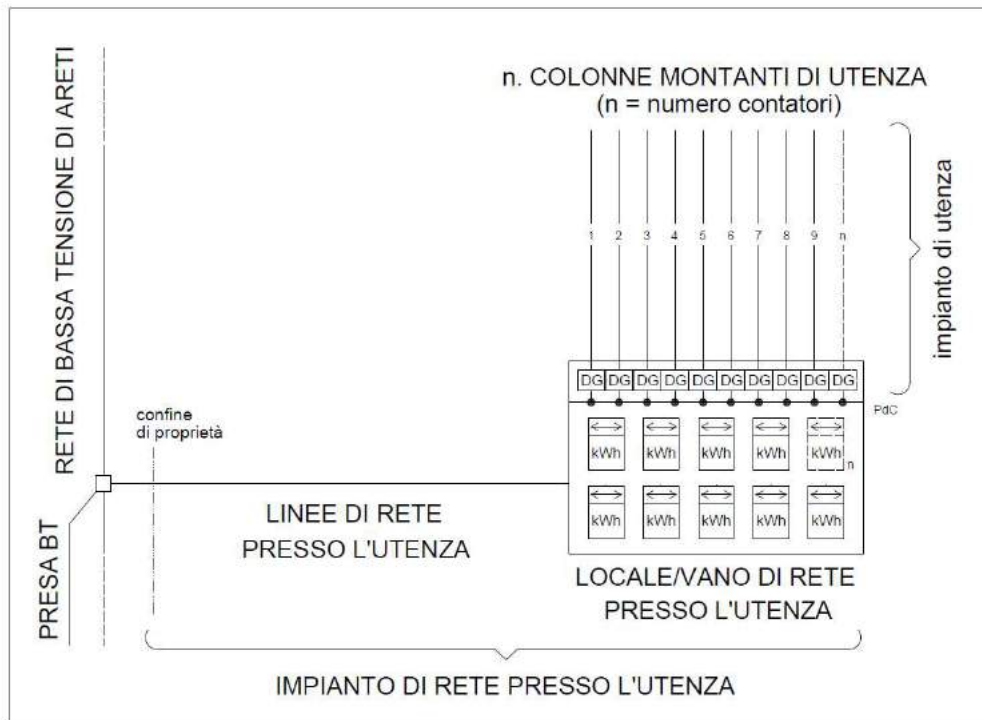 RETE DI BASSA TENSIONE DI ARETI
PRESA BT
n. COLONNE MONTANTI DI UTENZA
(n = numero contatori)
impianto di utenza
1 2 3 4 5 6 7 8 9 n
DG DG DG DG DG DG DG DG DG DG
PdC
confine
di proprietà
kWh kWh kWh kWh kWh
n
kWh kWh kWh kWh kWh
LINEE DI RETE
PRESSO L'UTENZA
LOCALE/VANO DI RETE
PRESSO L'UTENZA
IMPIANTO DI RETE PRESSO L'UTENZA